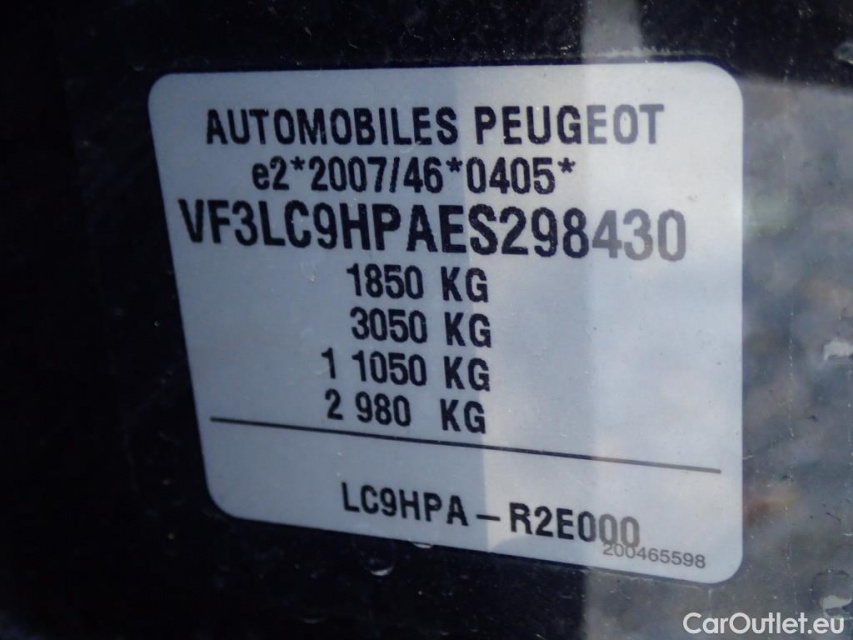 AUTOMOBILES PEUGEOT
e2*2007/46*0405*
VF3LC9HPAES298430
1850 KG
3050 KG
1 1050 KG
2 980 KG
LC9HPA – R2E000
200465598
CarOutlet.eu